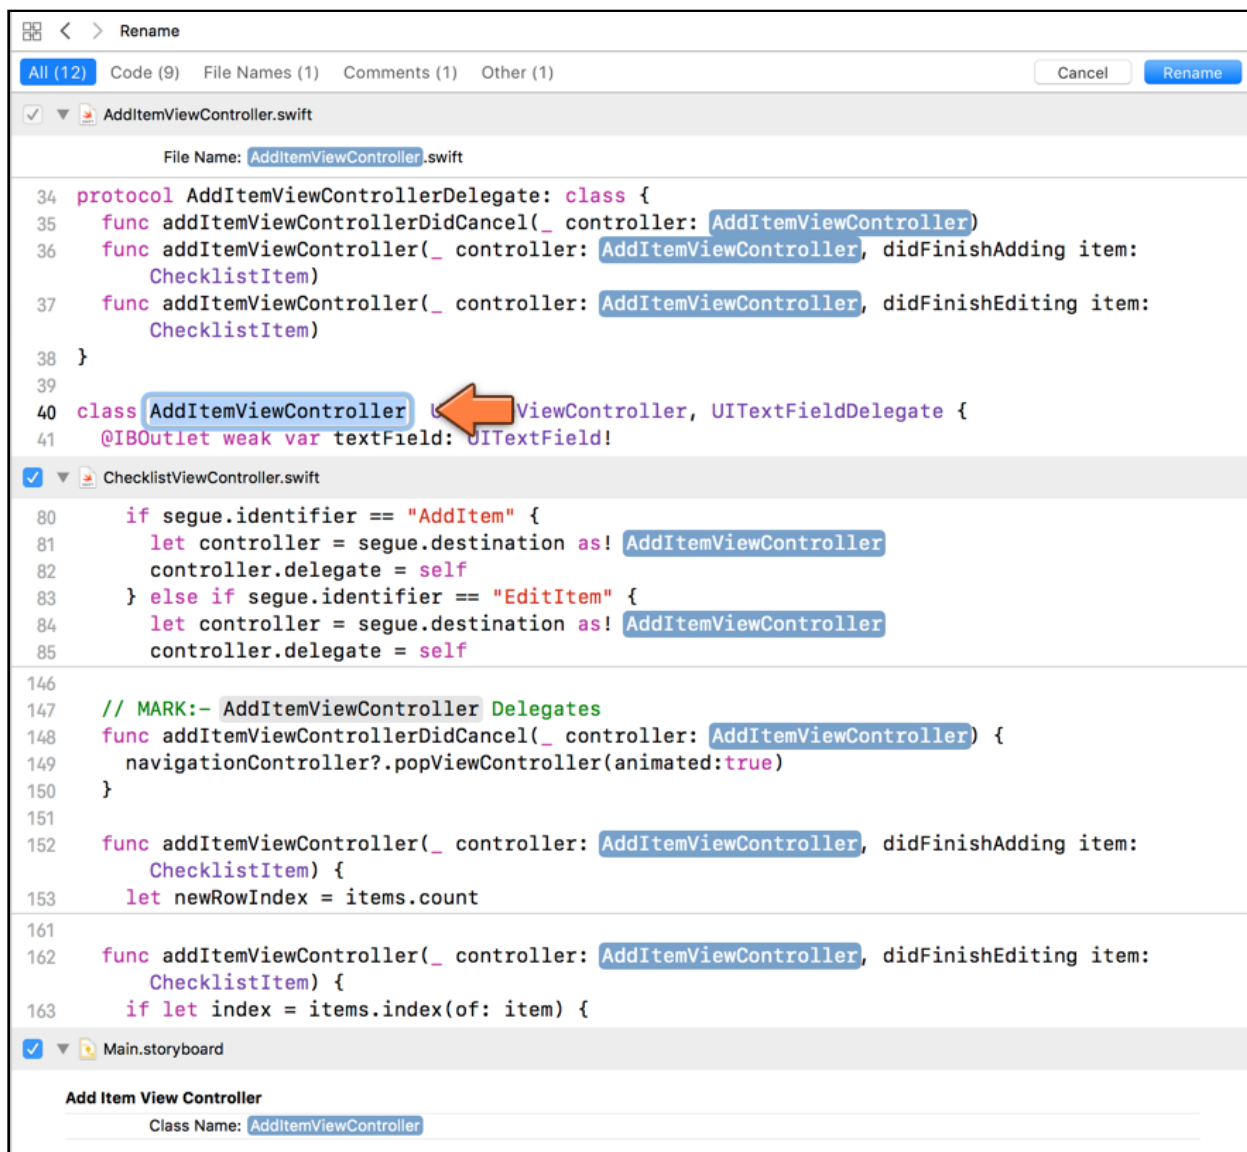 Rename
All (12) Code (9) File Names (1) Comments (1) Other (1) Cancel Rename
AddItemViewController.swift
File Name: AddItemViewController.swift
34 protocol AddItemViewControllerDelegate: class {
35 func addItemViewControllerDidCancel(_ controller: AddItemViewController)
36 func addItemViewController(_ controller: AddItemViewController, didFinishAdding item:
ChecklistItem)
37 func addItemViewController(_ controller: AddItemViewController, didFinishEditing item:
ChecklistItem)
38 }
39
40 class AddItemViewController ViewController, UITextFieldDelegate {
41 @IBOutlet weak var textField: UITextField!
ChecklistViewController.swift
80 if segue.identifier == "AddItem" {
81 let controller = segue.destination as! AddItemViewController
82 controller.delegate = self
83 } else if segue.identifier == "EditItem" {
84 let controller = segue.destination as! AddItemViewController
85 controller.delegate = self
146
147 // MARK:- AddItemViewController Delegates
148 func addItemViewControllerDidCancel(_ controller: AddItemViewController) {
149 navigationController?.popViewController(animated:true)
150 }
151
152 func addItemViewController(_ controller: AddItemViewController, didFinishAdding item:
ChecklistItem) {
153 let newRowIndex = items.count
161
162 func addItemViewController(_ controller: AddItemViewController, didFinishEditing item:
ChecklistItem) {
163 if let index = items.index(of: item) {
Main.storyboard
Add Item View Controller
Class Name: AddItemViewController